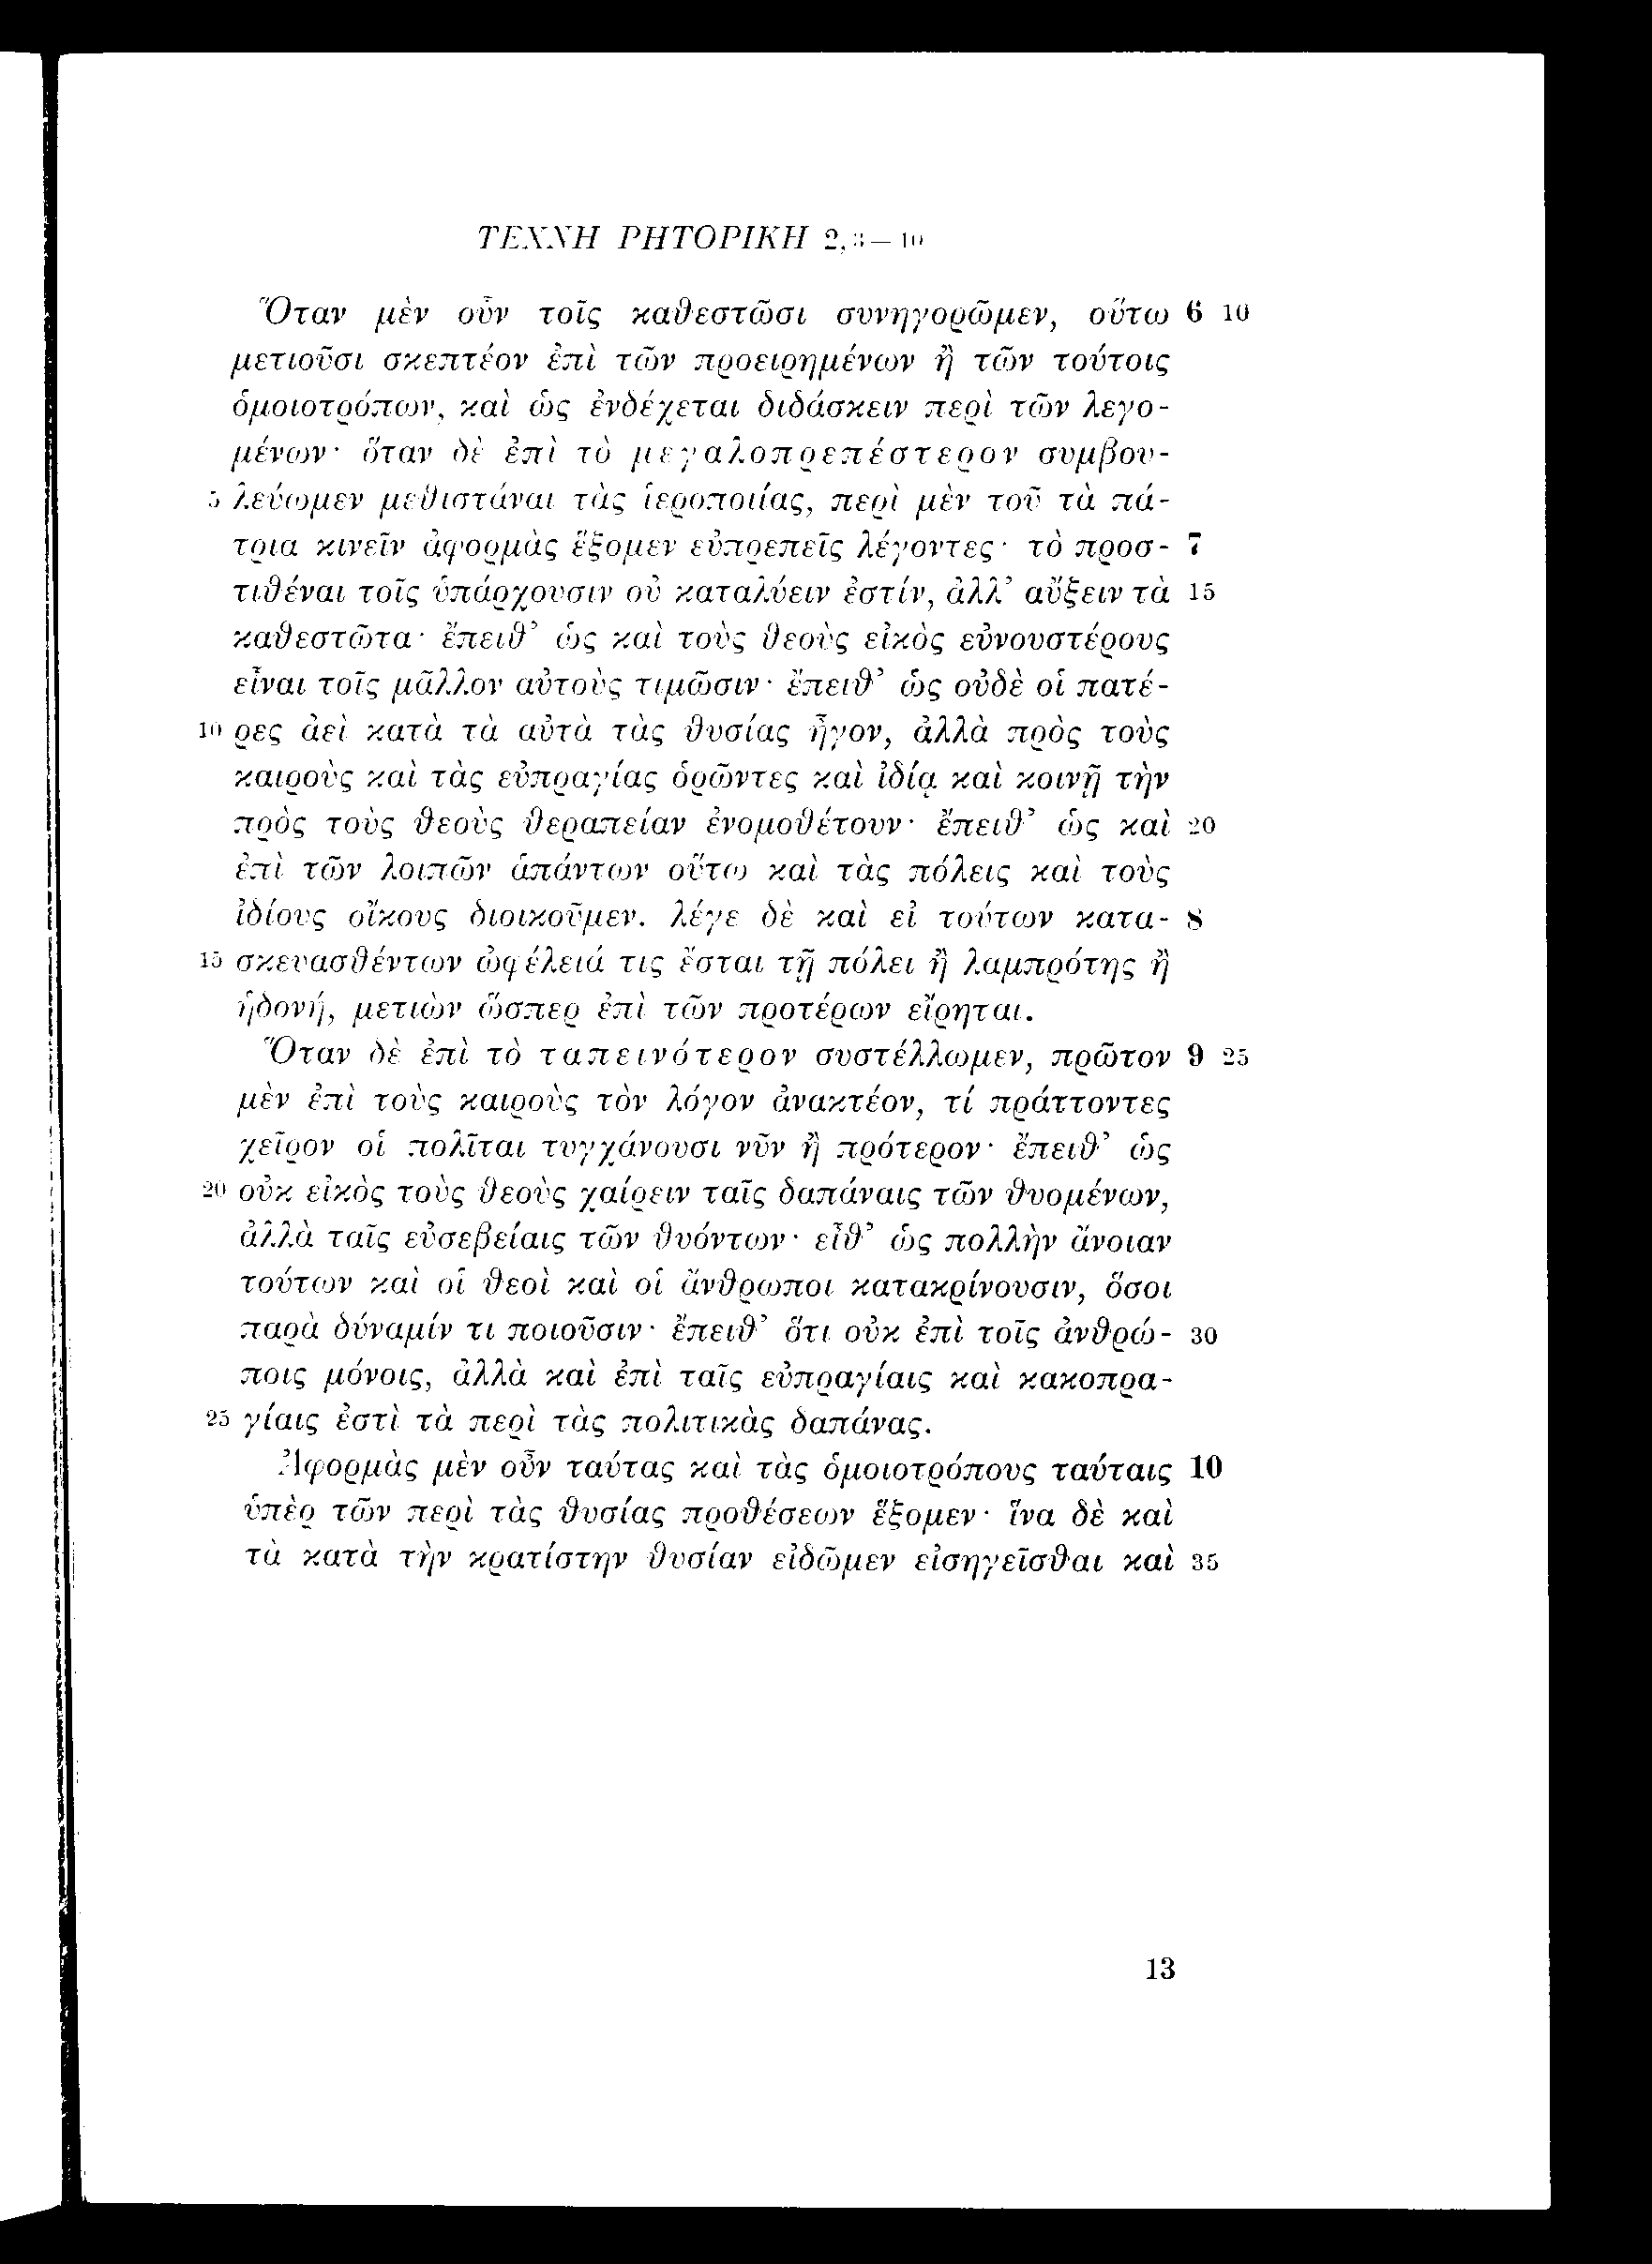 ΤΕΧΝΗ ΡΗΤΟΡΙΚΗ 2, 3 — 10
Ὅταν μὲν οὖν τοῖς καθεστῶσι συνηγορῶμεν, οὕτω 6 10
μετιοῦσι σκεπτέον ἐπὶ τῶν προειρημένων ἢ τῶν τούτοις
ὁμοιοτρόπων, καὶ ὡς ἐνδέχεται διδάσκειν περὶ τῶν λεγο-
μένων· ὅταν δὲ ἐπὶ τὸ μεγαλοπρεπέστερον συμβου-
5 λεύωμεν μεθιστάναι τὰς ἱεροποιίας, περὶ μὲν τοῦ τὰ πά-
τρια κινεῖν ἀφορμὰς ἕξομεν εὐπρεπεῖς λέγοντες· τὸ προσ- 7
τιθέναι τοῖς ὑπάρχουσιν οὐ καταλύειν ἐστίν, ἀλλ’ αὔξειν τὰ 15
καθεστῶτα· ἔπειθ’ ὡς καὶ τοὺς θεοὺς εἰκὸς εὐνουστέρους
εἶναι τοῖς μᾶλλον αὐτοὺς τιμῶσιν· ἔπειθ’ ὡς οὐδὲ οἱ πατέ-
10 ρες ἀεὶ κατὰ τὰ αὐτὰ τὰς θυσίας ἦγον, ἀλλὰ πρὸς τοὺς
καιροὺς καὶ τὰς εὐπραγίας ὁρῶντες καὶ ἰδίᾳ καὶ κοινῇ τὴν
πρὸς τοὺς θεοὺς θεραπείαν ἐνομοθέτουν· ἔπειθ’ ὡς καὶ 20
ἐπὶ τῶν λοιπῶν ἁπάντων οὕτω καὶ τὰς πόλεις καὶ τοὺς
ἰδίους οἴκους διοικοῦμεν. λέγε δὲ καὶ εἰ τούτων κατα- 8
15 σκευασθέντων ὠφέλειά τις ἔσται τῇ πόλει ἢ λαμπρότης ἢ
ἡδονή, μετιὼν ὥσπερ ἐπὶ τῶν προτέρων εἴρηται.
Ὅταν δὲ ἐπὶ τὸ ταπεινότερον συστέλλωμεν, πρῶτον 9 25
μὲν ἐπὶ τοὺς καιροὺς τὸν λόγον ἀνακτέον, τί πράττοντες
χεῖρον οἱ πολῖται τυγχάνουσι νῦν ἢ πρότερον· ἔπειθ’ ὡς
20 οὐκ εἰκὸς τοὺς θεοὺς χαίρειν ταῖς δαπάναις τῶν θυομένων,
ἀλλὰ ταῖς εὐσεβείαις τῶν θυόντων· εἶθ’ ὡς πολλὴν ἄνοιαν
τούτων καὶ οἱ θεοὶ καὶ οἱ ἄνθρωποι κατακρίνουσιν, ὅσοι
παρὰ δύναμίν τι ποιοῦσιν· ἔπειθ’ ὅτι οὐκ ἐπὶ τοῖς ἀνθρώ- 30
ποις μόνοις, ἀλλὰ καὶ ἐπὶ ταῖς εὐπραγίαις καὶ κακοπρα-
25 γίαις ἐστὶ τὰ περὶ τὰς πολιτικὰς δαπάνας.
Ἀφορμὰς μὲν οὖν ταύτας καὶ τὰς ὁμοιοτρόπους ταύταις 10
ὑπὲρ τῶν περὶ τὰς θυσίας προθέσεων ἕξομεν· ἵνα δὲ καὶ
τὰ κατὰ τὴν κρατίστην θυσίαν εἰδῶμεν εἰσηγεῖσθαι καὶ 35
13